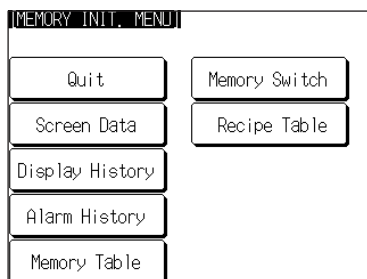 [MEMORY INIT. MENU]
Quit
Memory Switch
Screen Data
Recipe Table
Display History
Alarm History
Memory Table